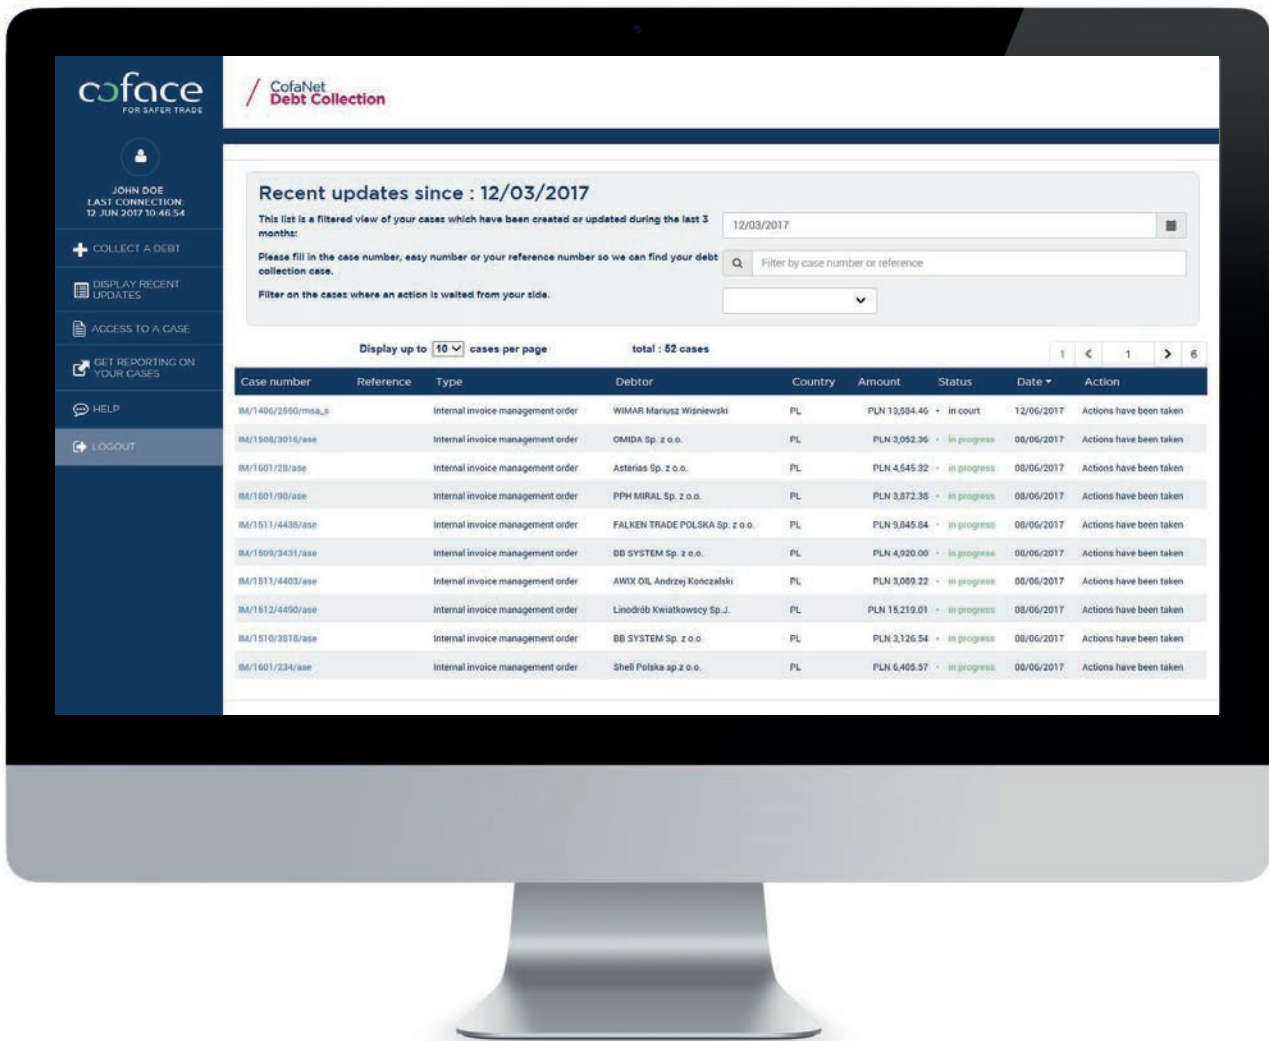 coface
FOR SAFER TRADE
CofaNet
Debt Collection
JOHN DOE
LAST CONNECTION:
12 JUN 2017 10:46:54
COLLECT A DEBT
DISPLAY RECENT
UPDATES
ACCESS TO A CASE
GET REPORTING ON
YOUR CASES
HELP
LOGOUT
Recent updates since : 12/03/2017
This list is a filtered view of your cases which have been created or updated during the last 3
months:
12/03/2017
Please fill in the case number, easy number or your reference number so we can find your debt
collection case.
Filter by case number or reference
Filter on the cases where an action is waited from your side.
Display up to 10 cases per page total : 52 cases 1 1 6
Case number Reference Type Debtor Country Amount Status Date Action
IM/1406/2550/msa_s Internal invoice management order WIMAR Mariusz Wiśniewski PL PLN 13,584.46 • in court 12/06/2017 Actions have been taken
IM/1508/3016/ase Internal invoice management order OMIDA Sp. z o.o. PL PLN 3,052.36 • in progress 08/06/2017 Actions have been taken
IM/1601/28/ase Internal invoice management order Asterias Sp. z o.o. PL PLN 4,545.32 • in progress 08/06/2017 Actions have been taken
IM/1601/90/ase Internal invoice management order PPH MIRAL Sp. z o.o. PL PLN 3,872.38 • in progress 08/06/2017 Actions have been taken
IM/1511/4435/ase Internal invoice management order FALKEN TRADE POLSKA Sp. z o.o. PL PLN 9,845.84 • in progress 08/06/2017 Actions have been taken
IM/1509/3431/ase Internal invoice management order BB SYSTEM Sp. z o.o. PL PLN 4,920.00 • in progress 08/06/2017 Actions have been taken
IM/1511/4403/ase Internal invoice management order AWIX OIL Andrzej Kończalski PL PLN 3,089.22 • in progress 08/06/2017 Actions have been taken
IM/1512/4490/ase Internal invoice management order Linodrób Kwiatkowscy Sp.J. PL PLN 15,219.01 • in progress 08/06/2017 Actions have been taken
IM/1510/3818/ase Internal invoice management order BB SYSTEM Sp. z o.o. PL PLN 3,126.54 • in progress 08/06/2017 Actions have been taken
IM/1601/234/ase Internal invoice management order Shell Polska sp.z o.o. PL PLN 6,405.57 • in progress 08/06/2017 Actions have been taken